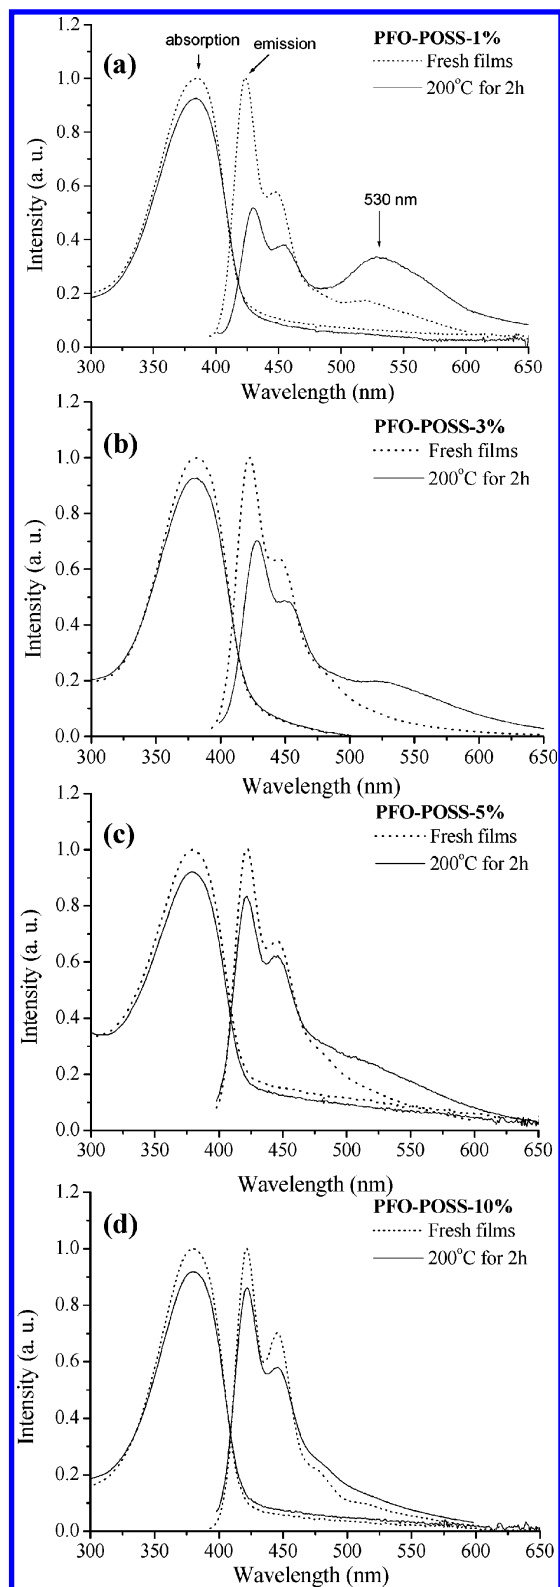 (a)
absorption
emission
PFO-POSS-1%
Fresh films
200°C for 2h
530 nm
Intensity (a. u.)
1.2
1.0
0.8
0.6
0.4
0.2
0.0
300 350 400 450 500 550 600 650
Wavelength (nm)
(b)
PFO-POSS-3%
Fresh films
200°C for 2h
Intensity (a. u.)
1.2
1.0
0.8
0.6
0.4
0.2
0.0
300 350 400 450 500 550 600 650
Wavelength (nm)
(c)
PFO-POSS-5%
Fresh films
200°C for 2h
Intensity (a. u.)
1.2
1.0
0.8
0.6
0.4
0.2
0.0
300 350 400 450 500 550 600 650
Wavelength (nm)
(d)
PFO-POSS-10%
Fresh films
200°C for 2h
Intensity (a. u.)
1.2
1.0
0.8
0.6
0.4
0.2
0.0
300 350 400 450 500 550 600 650
Wavelength (nm)